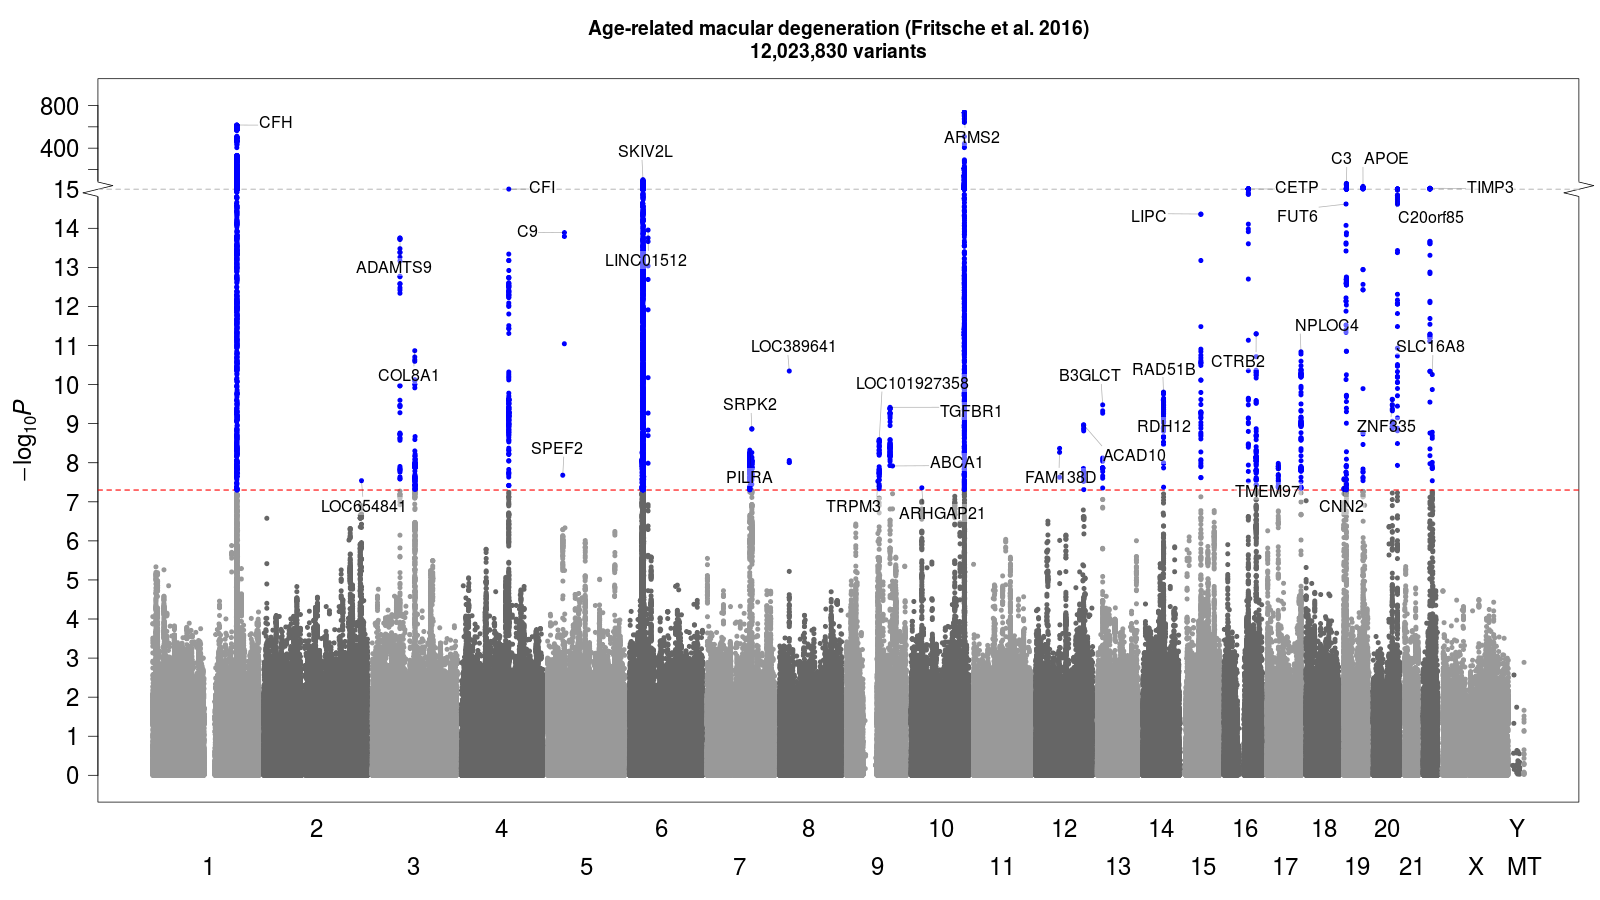 Age-related macular degeneration (Fritsche et al. 2016)
12,023,830 variants
800
400
15
14
13
12
11
10
9
8
7
6
5
4
3
2
1
0
−log10P
CFH
LOC654841
ADAMTS9
COL8A1
CFI
C9
SPEF2
SKIV2L
LINC01512
SRPK2
PILRA
LOC389641
LOC101927358
TGFBR1
ABCA1
TRPM3
ARHGAP21
ARMS2
FAM138D
ACAD10
B3GLCT
RAD51B
RDH12
LIPC
CETP
CTRB2
TMEM97
NPLOC4
C3
FUT6
CNN2
APOE
C20orf85
ZNF335
TIMP3
SLC16A8
2 4 6 8 10 12 14 16 18 20 Y
1 3 5 7 9 11 13 15 17 19 21 X MT